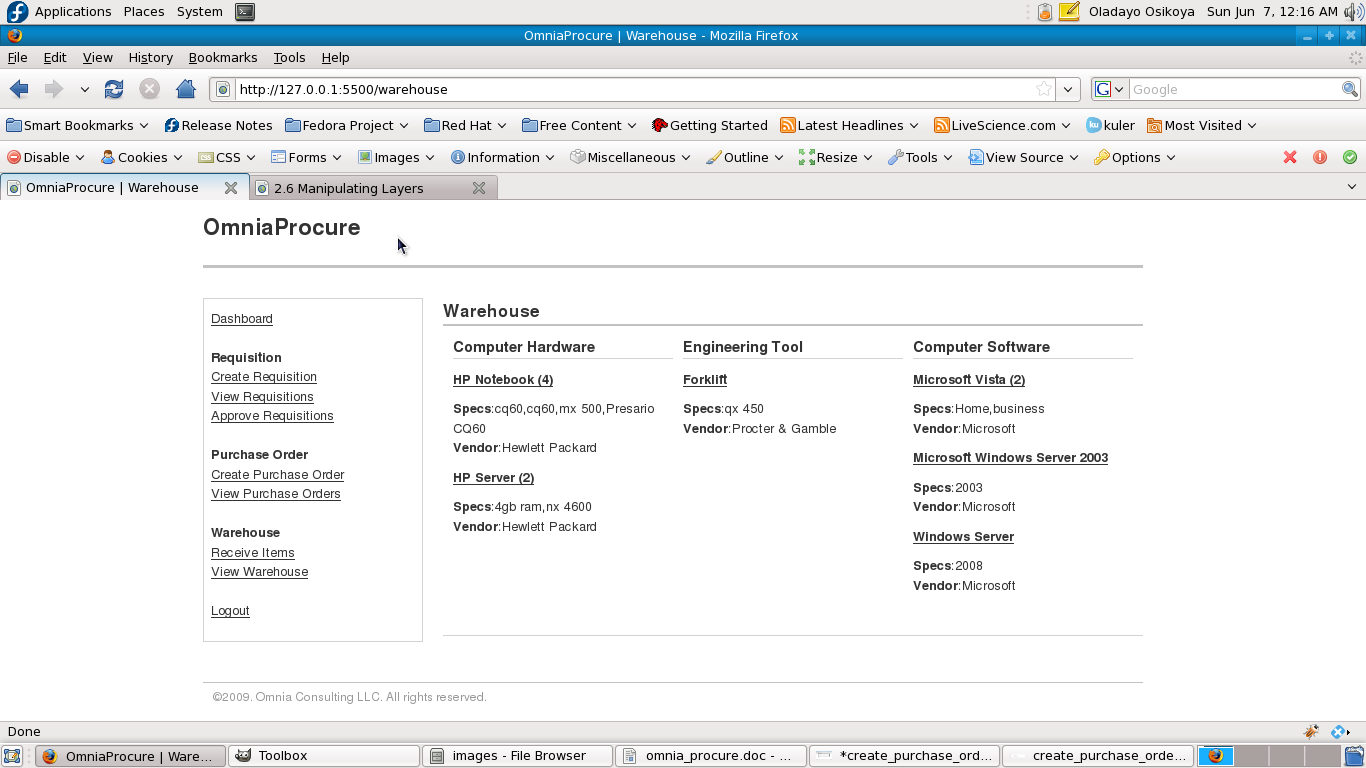 Applications Places System Oladayo Osikoya Sun Jun 7, 12:16 AM
OmniaProcure | Warehouse - Mozilla Firefox
File Edit View History Bookmarks Tools Help
http://127.0.0.1:5500/warehouse G Google
Smart Bookmarks Release Notes Fedora Project Red Hat Free Content Getting Started Latest Headlines LiveScience.com ku kuler Most Visited
Disable Cookies CSS Forms Images Information Miscellaneous Outline Resize Tools View Source Options
OmniaProcure | Warehouse 2.6 Manipulating Layers
OmniaProcure
Dashboard
Requisition
Create Requisition
View Requisitions
Approve Requisitions
Purchase Order
Create Purchase Order
View Purchase Orders
Warehouse
Receive Items
View Warehouse
Logout
Warehouse
Computer Hardware
HP Notebook (4)
Specs:cq60,cq60,mx 500,Presario
CQ60
Vendor:Hewlett Packard
HP Server (2)
Specs:4gb ram,nx 4600
Vendor:Hewlett Packard
Engineering Tool
Forklift
Specs:qx 450
Vendor:Procter & Gamble
Computer Software
Microsoft Vista (2)
Specs:Home,business
Vendor:Microsoft
Microsoft Windows Server 2003
Specs:2003
Vendor:Microsoft
Windows Server
Specs:2008
Vendor:Microsoft
©2009. Omnia Consulting LLC. All rights reserved.
Done
OmniaProcure | Ware... Toolbox images - File Browser omnia_procure.doc - ... *create_purchase_ord... create_purchase_orde...